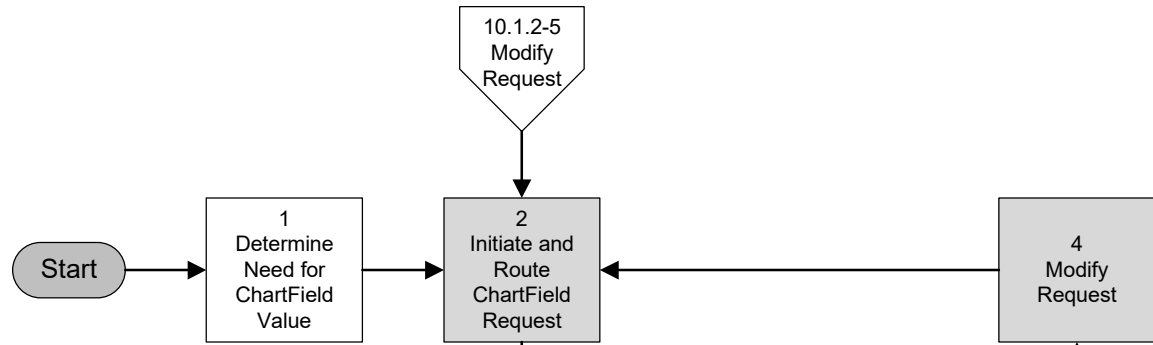 10.1.2-5
Modify
Request
Start
1
Determine
Need for
ChartField
Value
2
Initiate and
Route
ChartField
Request
4
Modify
Request